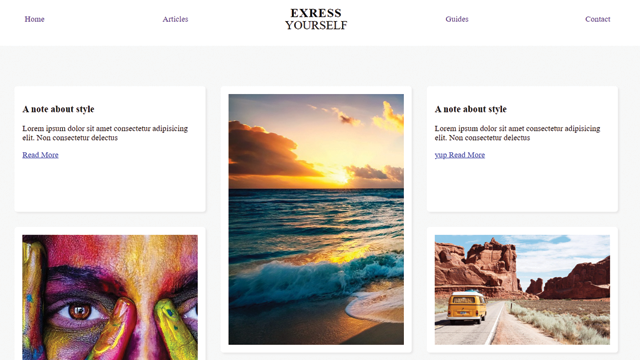 Home
Articles
EXRESS
YOURSELF
Guides
Contact
A note about style
Lorem ipsum dolor sit amet consectetur adipisicing
elit. Non consectetur delectus
Read More
A note about style
Lorem ipsum dolor sit amet consectetur adipisicing
elit. Non consectetur delectus
yup Read More